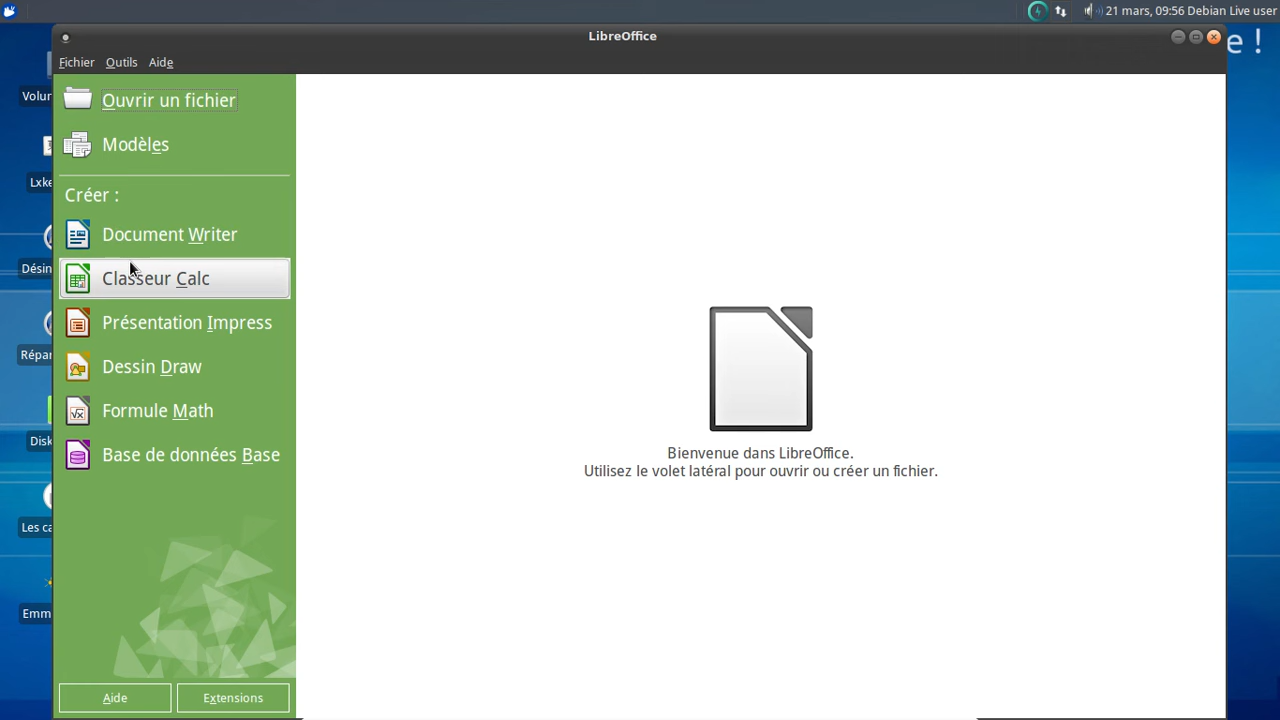 21 mars, 09:56 Debian Live user
LibreOffice
e !
Fichier Outils Aide
Ouvrir un fichier
Modèles
Créer :
Document Writer
Classeur Calc
Présentation Impress
Dessin Draw
Formule Math
Base de données Base
Bienvenue dans LibreOffice.
Utilisez le volet latéral pour ouvrir ou créer un fichier.
Aide Extensions
Volur
Lxke
Désin
Répar
Disk
Les ca
Emm